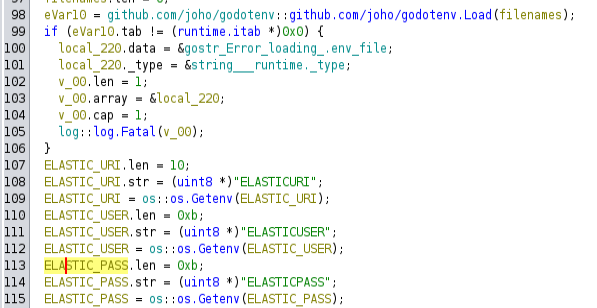 98 eVar10 = github.com/joho/godotenv::github.com/joho/godotenv.Load(filenames);
99 if (eVar10.tab != (runtime.itab *)0x0) {
100 local_220.data = &gostr_Error_loading_.env_file;
101 local_220._type = &string___runtime._type;
102 v_00.len = 1;
103 v_00.array = &local_220;
104 v_00.cap = 1;
105 log::log.Fatal(v_00);
106 }
107 ELASTIC_URI.len = 10;
108 ELASTIC_URI.str = (uint8 *)"ELASTICURI";
109 ELASTIC_URI = os::os.Getenv(ELASTIC_URI);
110 ELASTIC_USER.len = 0xb;
111 ELASTIC_USER.str = (uint8 *)"ELASTICUSER";
112 ELASTIC_USER = os::os.Getenv(ELASTIC_USER);
113 ELASTIC_PASS.len = 0xb;
114 ELASTIC_PASS.str = (uint8 *)"ELASTICPASS";
115 ELASTIC_PASS = os::os.Getenv(ELASTIC_PASS);